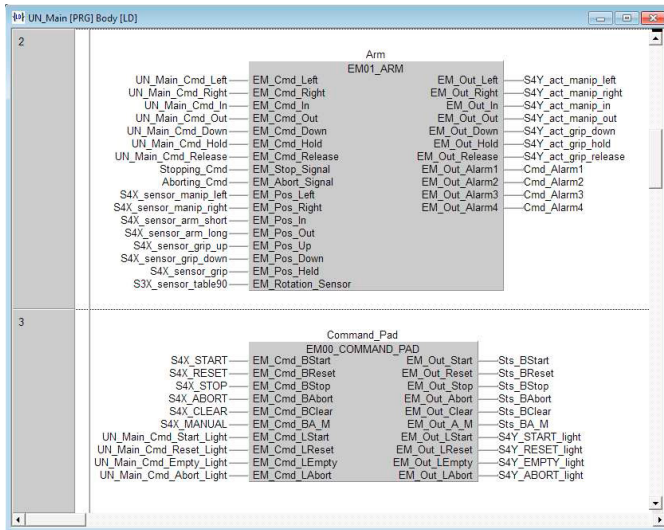 UN_Main [PRG] Body [LD]
2
Arm
EM01_ARM
UN_Main_Cmd_Left EM_Cmd_Left EM_Out_Left S4Y_act_manip_left
UN_Main_Cmd_Right EM_Cmd_Right EM_Out_Right S4Y_act_manip_right
UN_Main_Cmd_In EM_Cmd_In EM_Out_In S4Y_act_manip_in
UN_Main_Cmd_Out EM_Cmd_Out EM_Out_Out S4Y_act_manip_out
UN_Main_Cmd_Down EM_Cmd_Down EM_Out_Down S4Y_act_grip_down
UN_Main_Cmd_Hold EM_Cmd_Hold EM_Out_Hold S4Y_act_grip_hold
UN_Main_Cmd_Release EM_Cmd_Release EM_Out_Release S4Y_act_grip_release
Stopping_Cmd EM_Stop_Signal EM_Out_Alarm1 Cmd_Alarm1
Aborting_Cmd EM_Abort_Signal EM_Out_Alarm2 Cmd_Alarm2
S4X_sensor_manip_left EM_Pos_Left EM_Out_Alarm3 Cmd_Alarm3
S4X_sensor_manip_right EM_Pos_Right EM_Out_Alarm4 Cmd_Alarm4
S4X_sensor_arm_short EM_Pos_In
S4X_sensor_arm_long EM_Pos_Out
S4X_sensor_grip_up EM_Pos_Up
S4X_sensor_grip_down EM_Pos_Down
S4X_sensor_grip EM_Pos_Held
S3X_sensor_table90 EM_Rotation_Sensor
3
Command_Pad
EM00_COMMAND_PAD
S4X_START EM_Cmd_BStart EM_Out_Start Sts_BStart
S4X_RESET EM_Cmd_BReset EM_Out_Reset Sts_BReset
S4X_STOP EM_Cmd_BStop EM_Out_Stop Sts_BStop
S4X_ABORT EM_Cmd_BAbort EM_Out_Abort Sts_BAbort
S4X_CLEAR EM_Cmd_BClear EM_Out_Clear Sts_BClear
S4X_MANUAL EM_Cmd_BA_M EM_Out_A_M Sts_BA_M
UN_Main_Cmd_Start_Light EM_Cmd_LStart EM_Out_LStart S4Y_START_light
UN_Main_Cmd_Reset_Light EM_Cmd_LReset EM_Out_LReset S4Y_RESET_light
UN_Main_Cmd_Empty_Light EM_Cmd_LEmpty EM_Out_LEmpty S4Y_EMPTY_light
UN_Main_Cmd_Abort_Light EM_Cmd_LAbort EM_Out_LAbort S4Y_ABORT_light